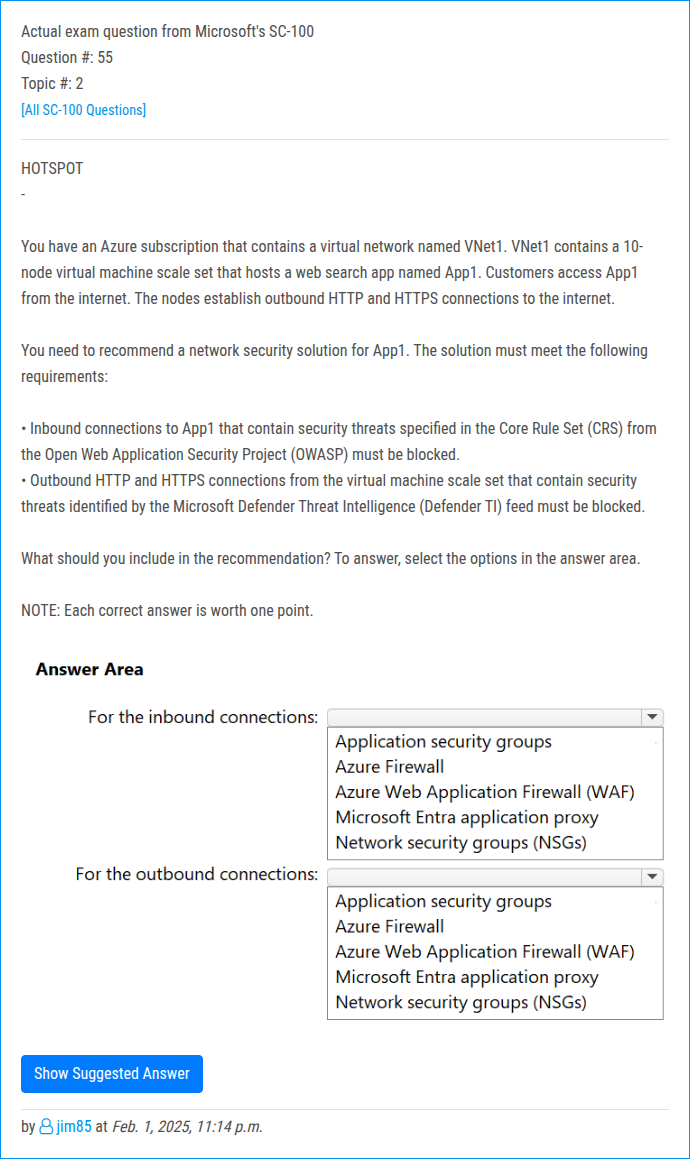 Actual exam question from Microsoft's SC-100
Question #: 55
Topic #: 2
[All SC-100 Questions]
HOTSPOT
-
You have an Azure subscription that contains a virtual network named VNet1. VNet1 contains a 10-
node virtual machine scale set that hosts a web search app named App1. Customers access App1
from the internet. The nodes establish outbound HTTP and HTTPS connections to the internet.
You need to recommend a network security solution for App1. The solution must meet the following
requirements:
• Inbound connections to App1 that contain security threats specified in the Core Rule Set (CRS) from
the Open Web Application Security Project (OWASP) must be blocked.
• Outbound HTTP and HTTPS connections from the virtual machine scale set that contain security
threats identified by the Microsoft Defender Threat Intelligence (Defender TI) feed must be blocked.
What should you include in the recommendation? To answer, select the options in the answer area.
NOTE: Each correct answer is worth one point.
Answer Area
For the inbound connections:
Application security groups
Azure Firewall
Azure Web Application Firewall (WAF)
Microsoft Entra application proxy
Network security groups (NSGs)
For the outbound connections:
Application security groups
Azure Firewall
Azure Web Application Firewall (WAF)
Microsoft Entra application proxy
Network security groups (NSGs)
Show Suggested Answer
by jim85 at Feb. 1, 2025, 11:14 p.m.